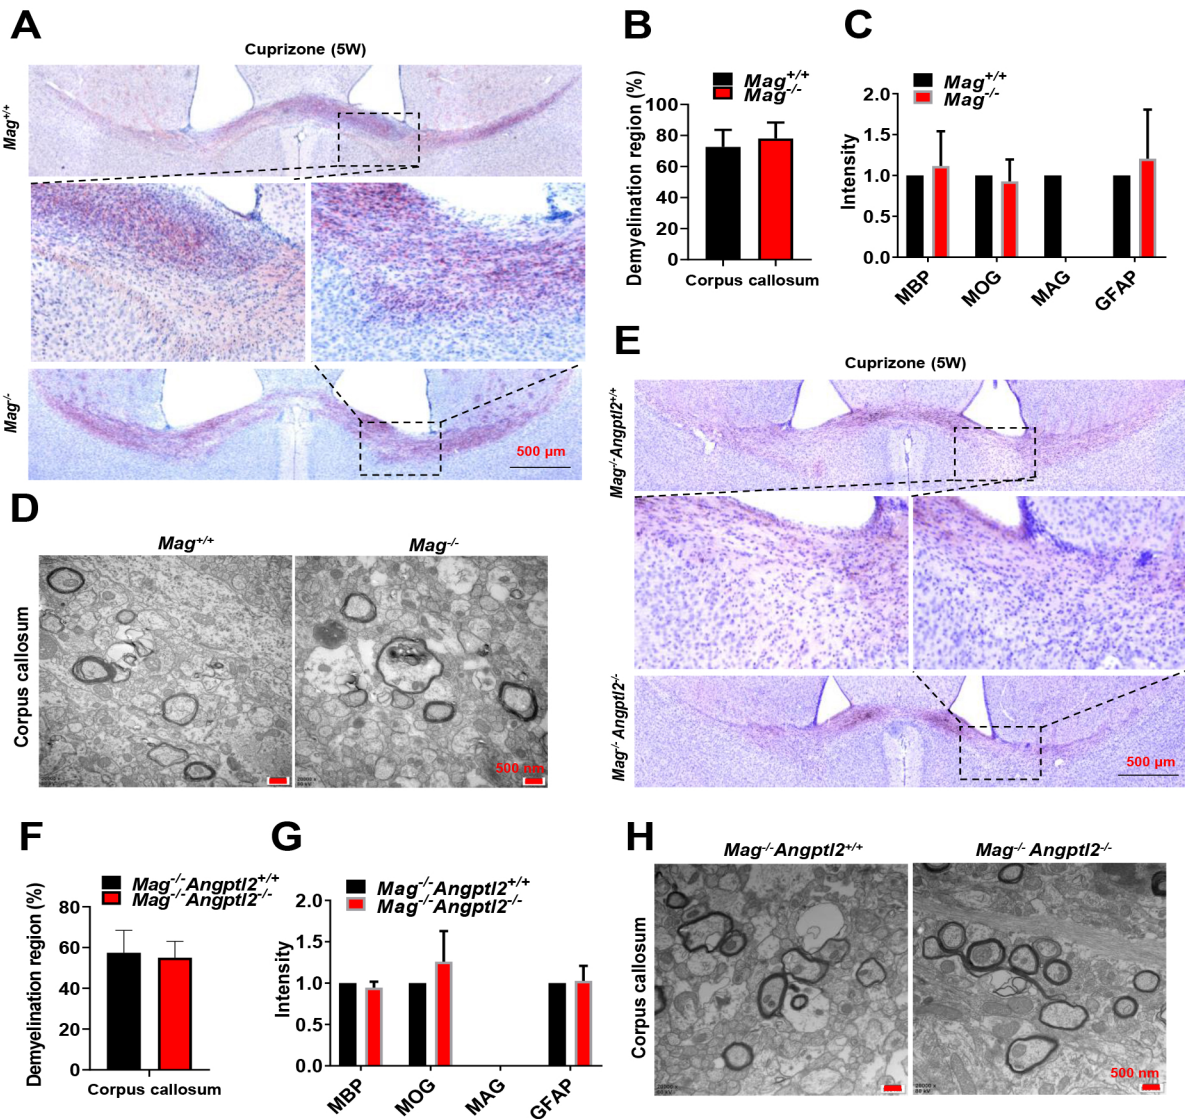 A
Cuprizone (5W)
Mag+/+
Mag-/-
500 µm
B
Mag+/+
Mag-/-
Demyelination region (%)
100
80
60
40
20
0
Corpus callosum
C
Mag+/+
Mag-/-
Intensity
2.0
1.5
1.0
0.5
0.0
MBP
MOG
MAG
GFAP
D
Mag+/+
Mag-/-
Corpus callosum
500 nm
E
Cuprizone (5W)
Mag-/- Angptl2+/+
Mag-/- Angptl2-/-
500 µm
F
Mag-/-Angptl2+/+
Mag-/-Angptl2-/-
Demyelination region (%)
80
60
40
20
0
Corpus callosum
G
Mag-/-Angptl2+/+
Mag-/-Angptl2-/-
Intensity
2.0
1.5
1.0
0.5
0.0
MBP
MOG
MAG
GFAP
H
Mag-/-Angptl2+/+
Mag-/- Angptl2-/-
Corpus callosum
500 nm